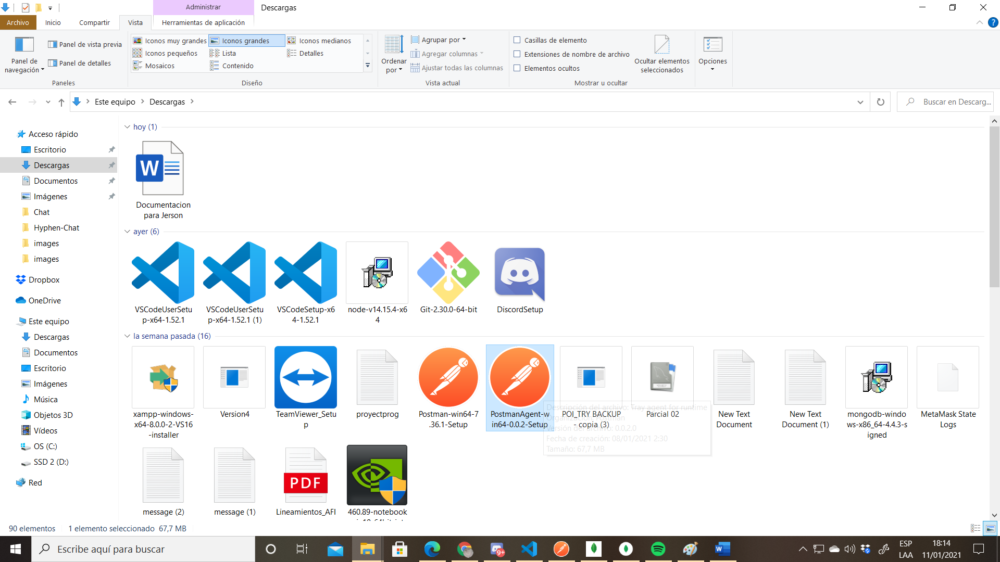 Administrar
Descargas
Archivo
Inicio
Compartir
Vista
Herramientas de aplicación
?
Panel de navegación
Panel de vista previa
Panel de detalles
Paneles
Iconos muy grandes
Iconos grandes
Iconos medianos
Iconos pequeños
Lista
Detalles
Mosaicos
Contenido
Diseño
Ordenar por
Agrupar por
Agregar columnas
Ajustar todas las columnas
Vista actual
Casillas de elemento
Extensiones de nombre de archivo
Elementos ocultos
Ocultar elementos seleccionados
Mostrar u ocultar
Opciones
Este equipo
Descargas
Buscar en Descarg...
Acceso rápido
Escritorio
Descargas
Documentos
Imágenes
Chat
Hyphen-Chat
images
images
Dropbox
OneDrive
Este equipo
Descargas
Documentos
Escritorio
Imágenes
Música
Objetos 3D
Vídeos
OS (C:)
SSD 2 (D:)
Red
hoy (1)
W
Documentacion
para Jerson
ayer (6)
VSCodeUserSetu
p-x64-1.52.1
VSCodeUserSetu
p-x64-1.52.1 (1)
VSCodeSetup-x6
4-1.52.1
node-v14.15.4-x6
4
Git-2.30.0-64-bit
DiscordSetup
la semana pasada (16)
xampp-windows-
x64-8.0.0-2-VS16
-installer
Version4
TeamViewer_Setu
p
proyectprog
Postman-win64-7
.36.1-Setup
PostmanAgent-w
in64-0.0.2-Setup
POI_TRY BACKUP
- copia (3)
Parcial 02
New Text
Document
New Text
Document (1)
mongodb-windo
ws-x86_64-4.4.3-s
igned
MetaMask State
Logs
Descripción del archivo: Tray agent for runtime
Organización: Postman
Versión del archivo: 0.0.2.0
Fecha de creación: 08/01/2021 2:30
Tamaño: 67,7 MB
message (2)
message (1)
PDF
Lineamientos_AFI
460.89-notebook
90 elementos
1 elemento seleccionado 67,7 MB
Escribe aquí para buscar
9+
W
ESP
LAA
18:14
11/01/2021